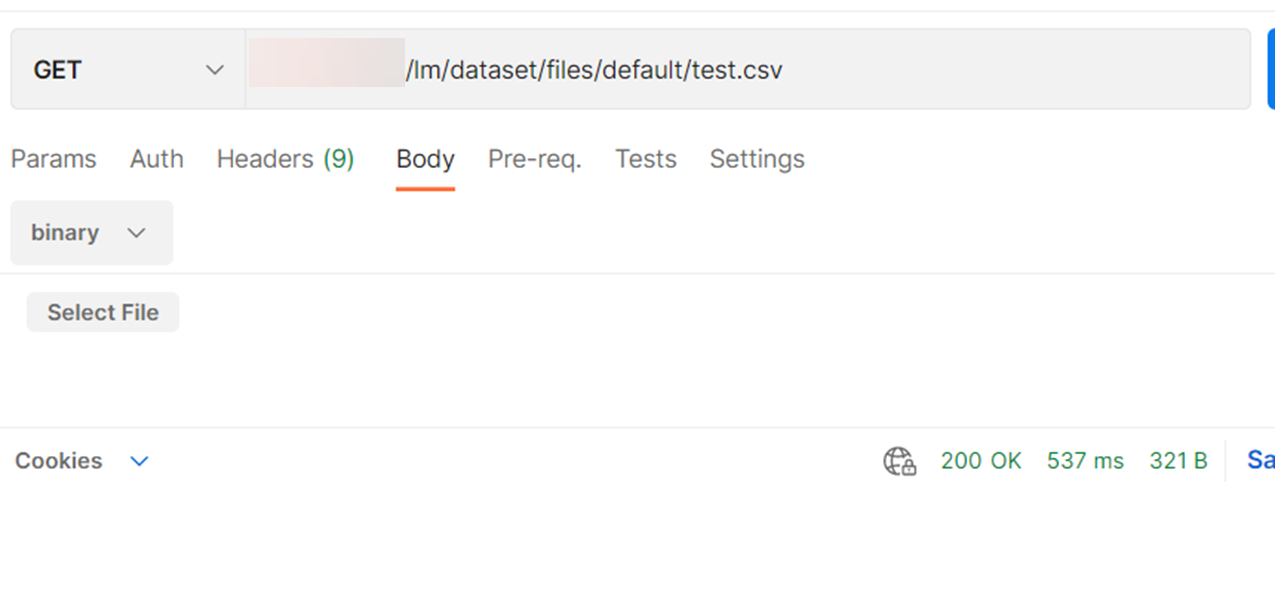 GET /lm/dataset/files/default/test.csv
Params Auth Headers (9) Body Pre-req. Tests Settings
binary
Select File
Cookies 200 OK 537 ms 321 B Sa